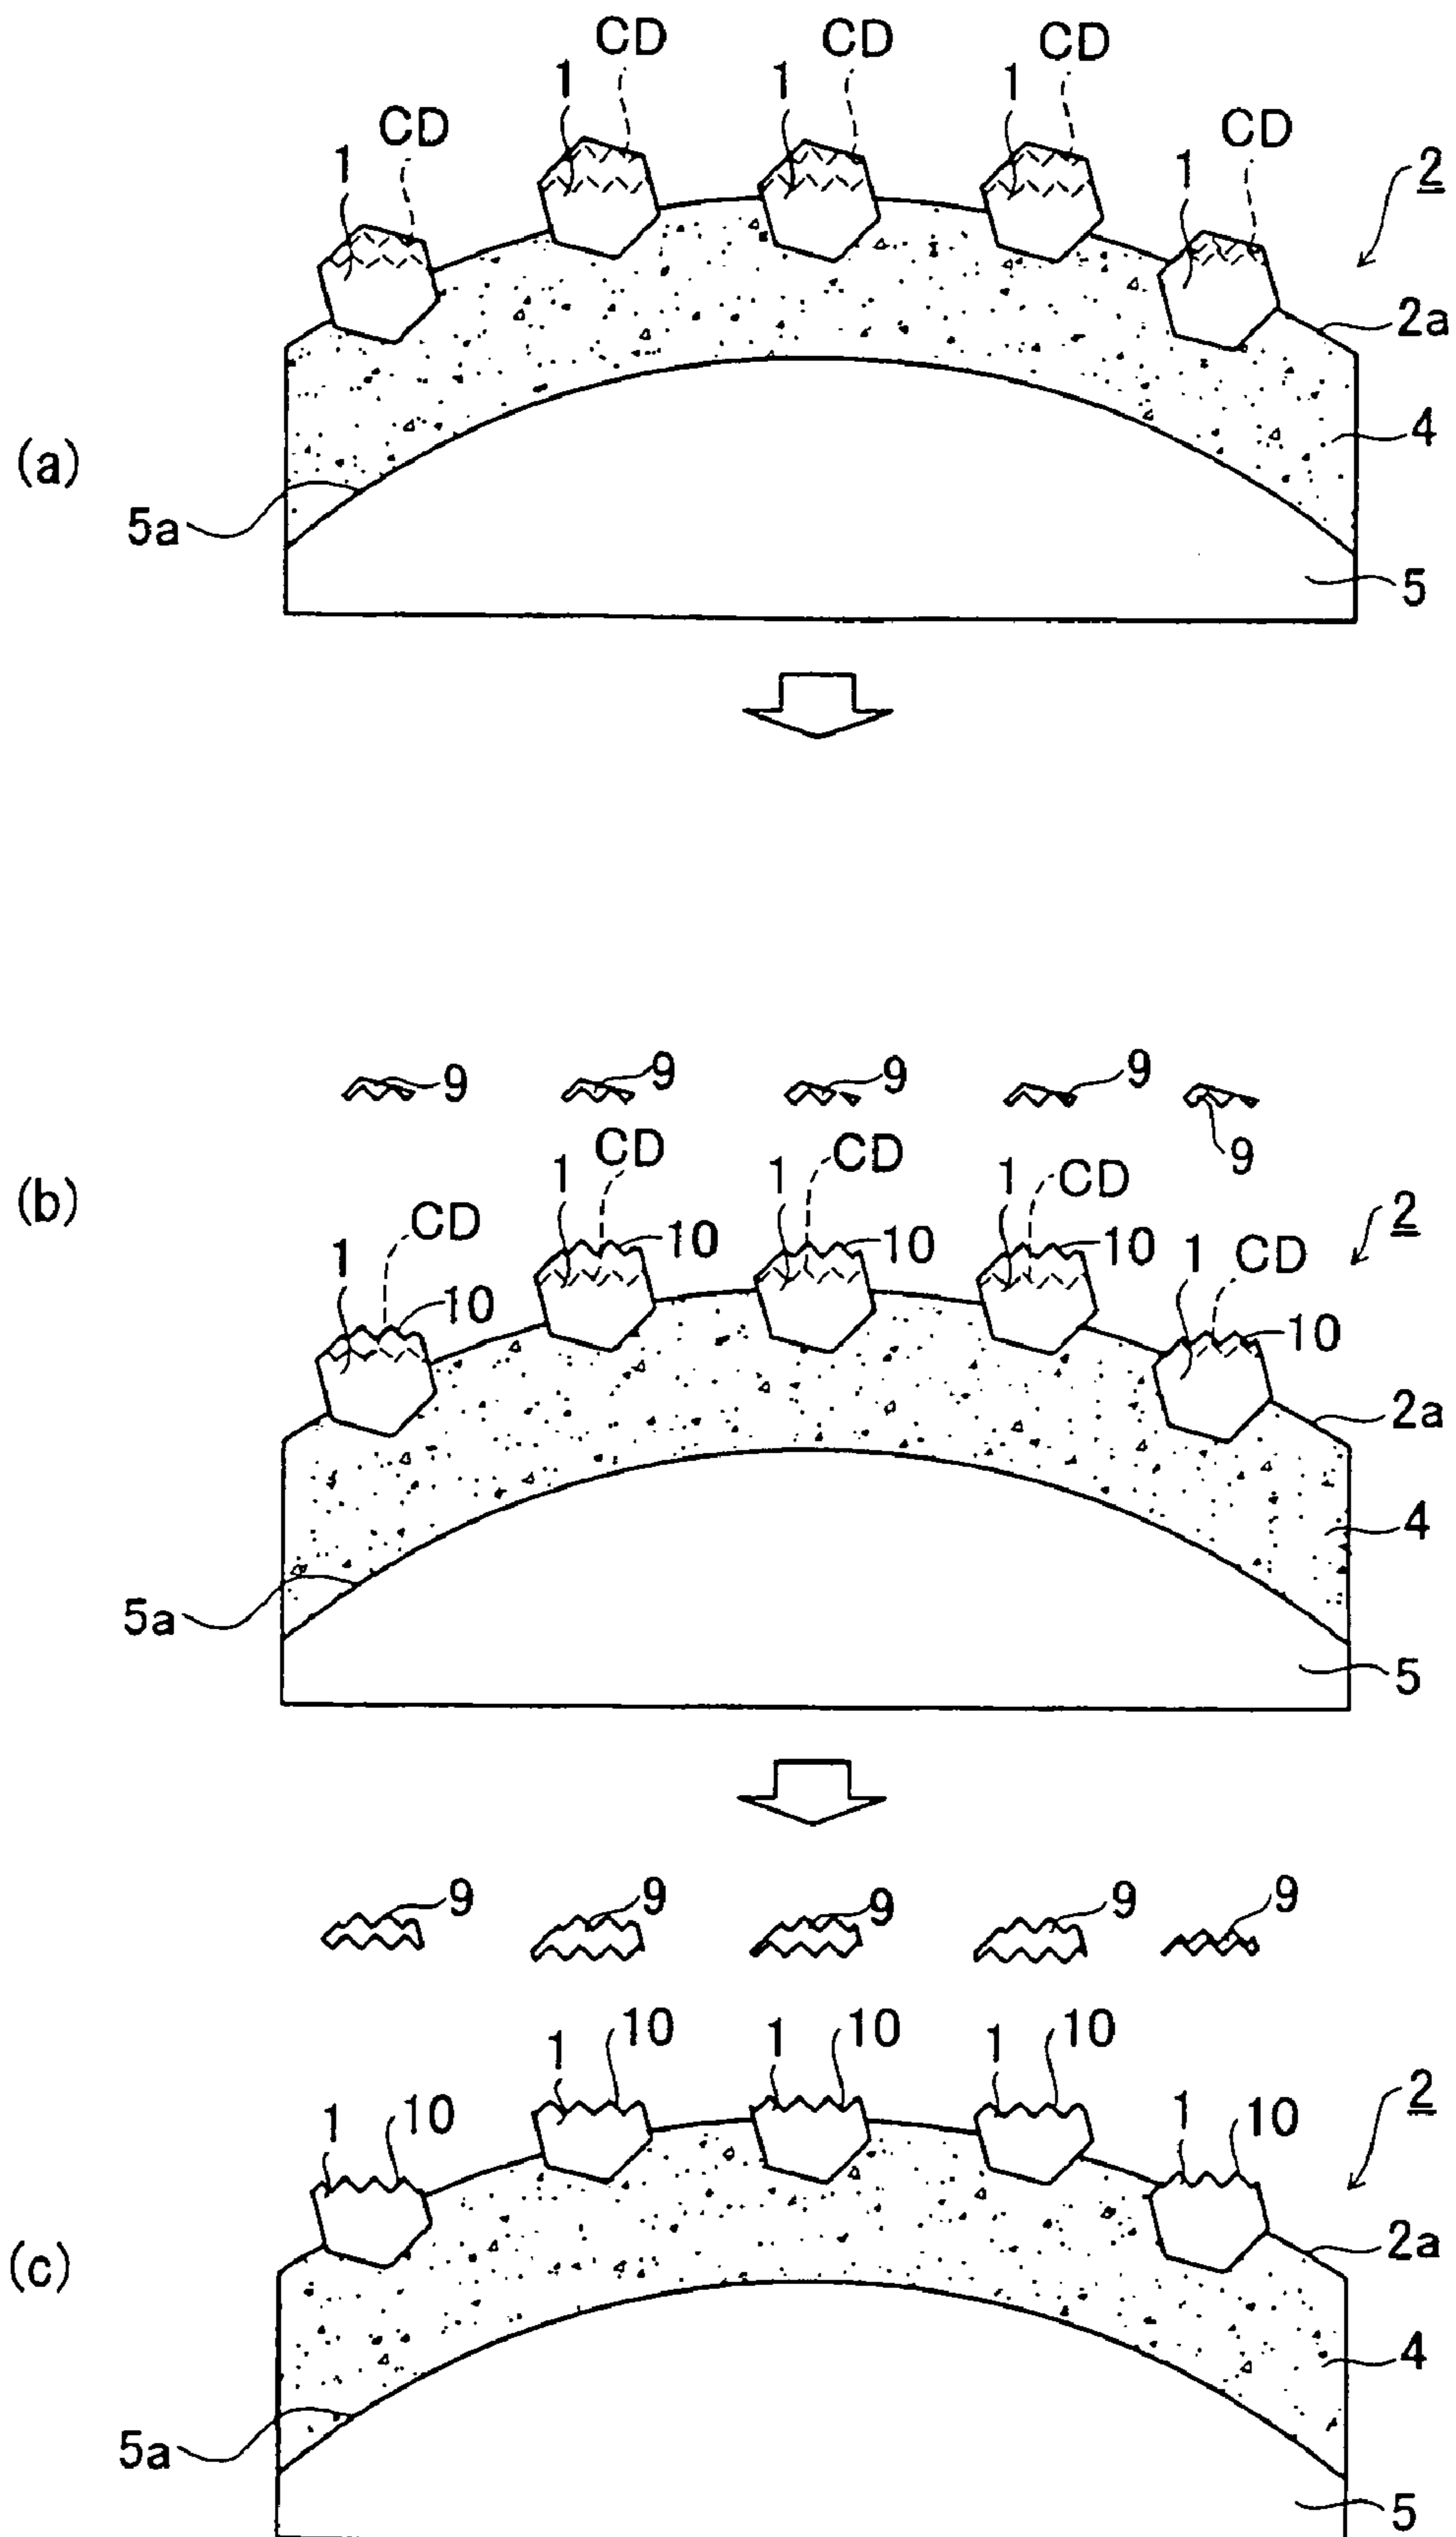 CD CD CD
1 1 1
CD CD
1 1 2
2a
4
(a)
5a
5
9 9 9 9 9
CD CD CD
1 1 1
(b)
CD 10 10 10 2
1 10 1 CD 10
2a
4
5a
5
9 9 9 9 9
10 10 10
1 1 1
1 10 1 10 2
2a
(c)
4
5a
5